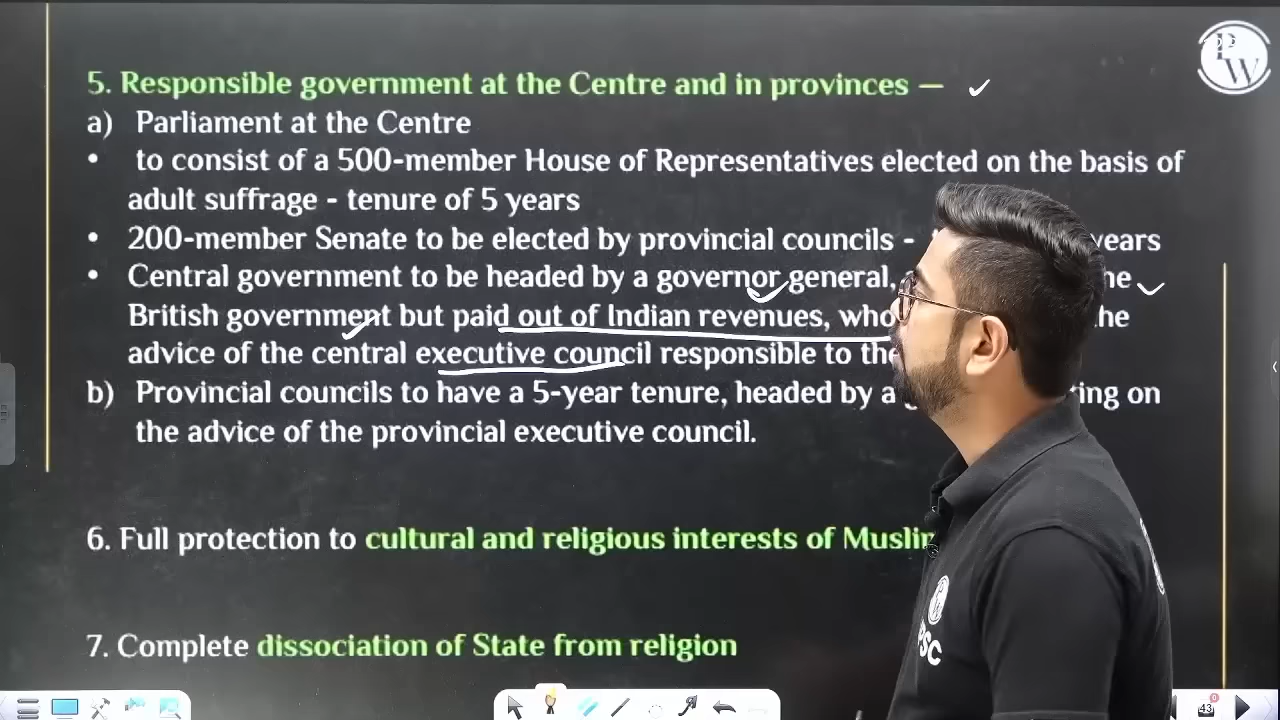 PW
5. Responsible government at the Centre and in provinces —
a) Parliament at the Centre
• to consist of a 500-member House of Representatives elected on the basis of
adult suffrage - tenure of 5 years
• 200-member Senate to be elected by provincial councils - years
• Central government to be headed by a governor general,
British government but paid out of Indian revenues, who
advice of the central executive council responsible to the
b) Provincial councils to have a 5-year tenure, headed by a
the advice of the provincial executive council.
6. Full protection to cultural and religious interests of
7. Complete dissociation of State from religion
43